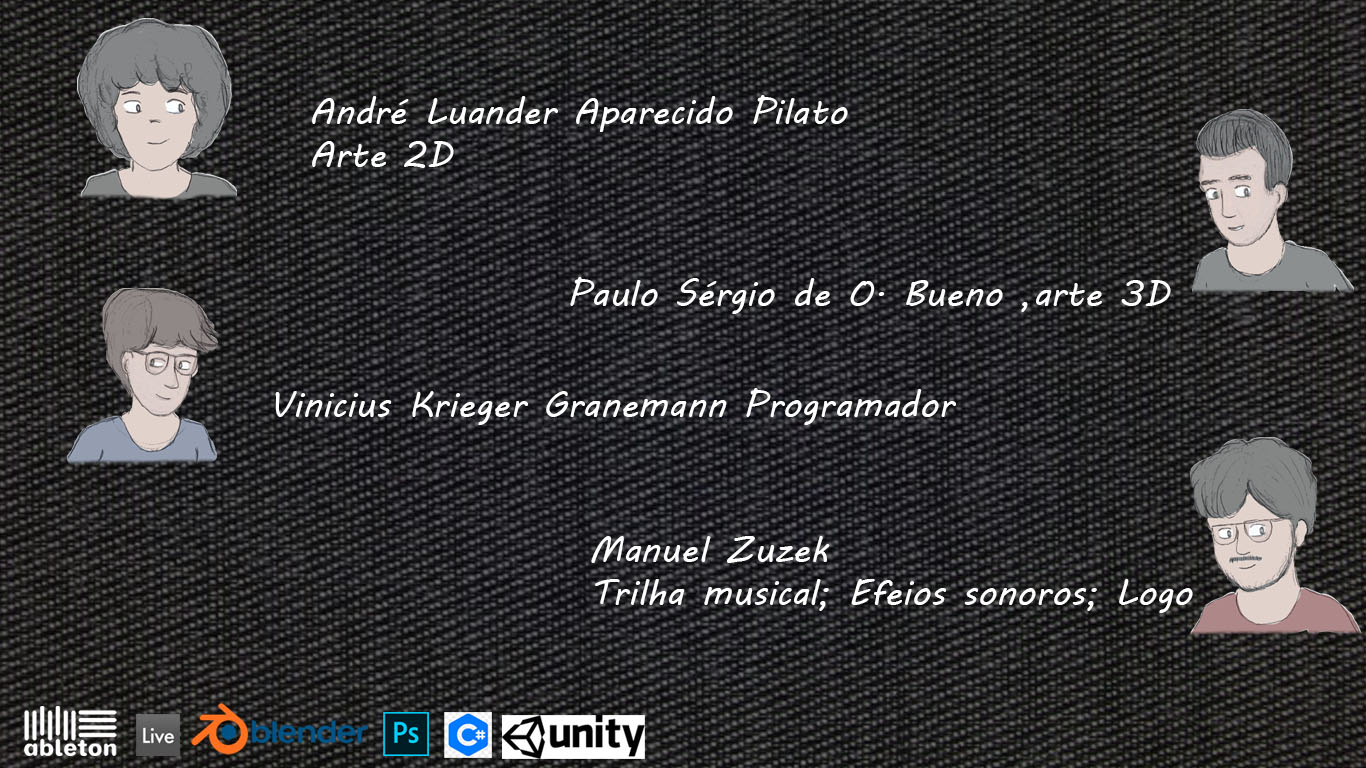 André Luander Aparecido Pilato
Arte 2D
Paulo Sérgio de O. Bueno ,arte 3D
Vinicius Krieger Granemann Programador
Manuel Zuzek
Trilha musical; Efeios sonoros; Logo
ableton Live blender Ps C# unity